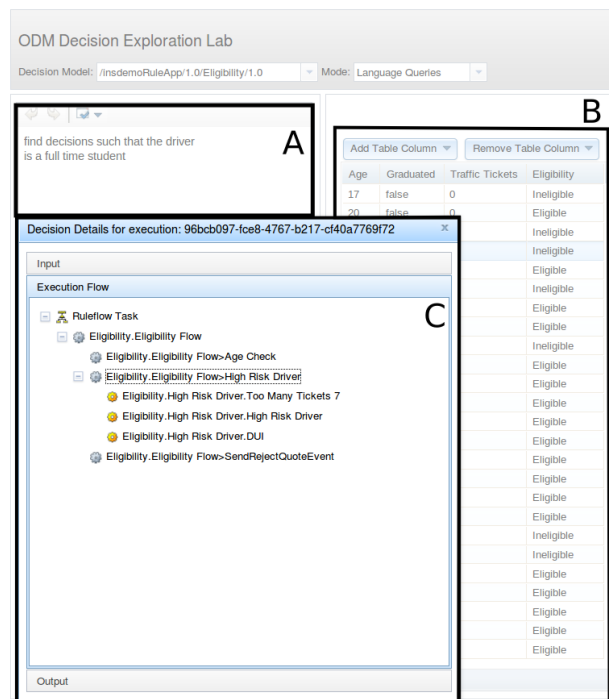 ODM Decision Exploration Lab
Decision Model: /InsdemoRuleApp/1.0/Eligibility/1.0 Mode: Language Queries
A
find decisions such that the driver
is a full time student
B
Add Table Column Remove Table Column
Age Graduated Traffic Tickets Eligibility
17 false 0 Ineligible
20 false 0 Eligible
Ineligible
Ineligible
Eligible
Ineligible
Eligible
Eligible
Ineligible
Eligible
Eligible
Eligible
Eligible
Eligible
Eligible
Eligible
Eligible
Eligible
Ineligible
Ineligible
Eligible
Eligible
Eligible
Eligible
Eligible
Decision Details for execution: 96bcb097-fce8-4767-b217-cf40a7769f72 x
Input
Execution Flow
C
Ruleflow Task
Eligibility.Eligibility Flow
Eligibility.Eligibility Flow>Age Check
Eligibility.Eligibility Flow>High Risk Driver
Eligibility.High Risk Driver.Too Many Tickets 7
Eligibility.High Risk Driver.High Risk Driver
Eligibility.High Risk Driver.DUI
Eligibility.Eligibility Flow>SendRejectQuoteEvent
Output